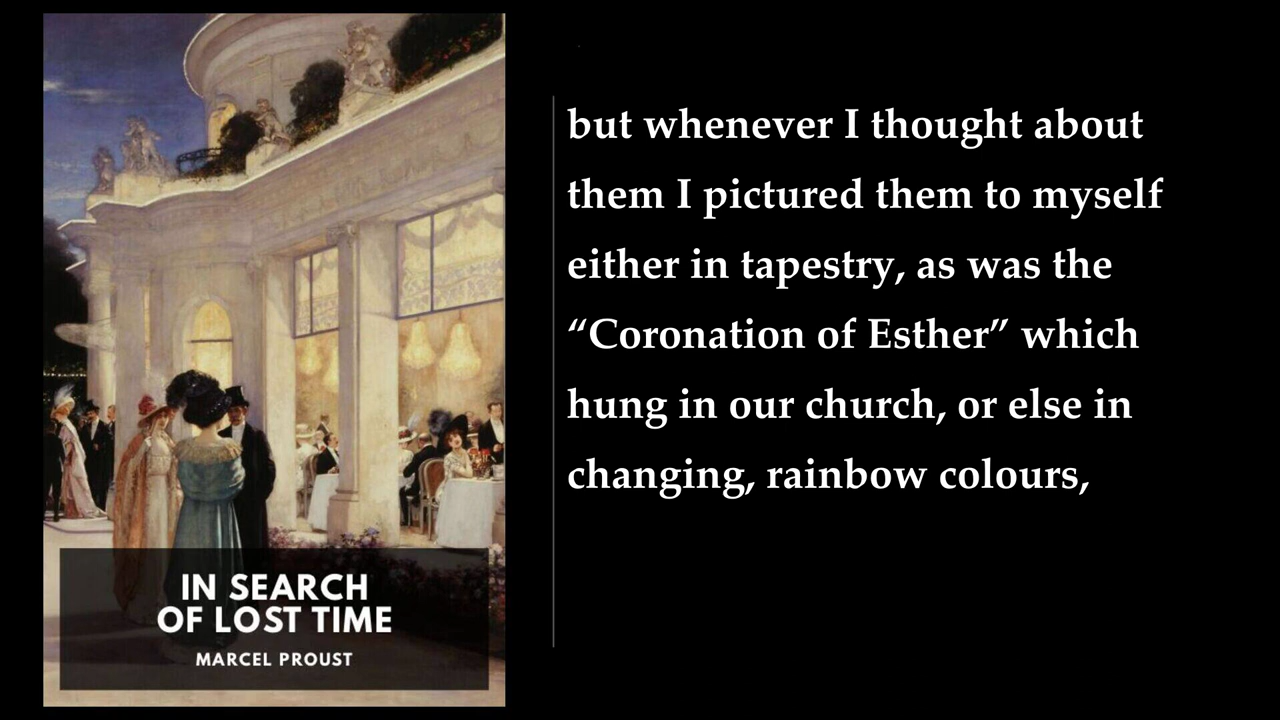 IN SEARCH
OF LOST TIME
MARCEL PROUST
but whenever I thought about
them I pictured them to myself
either in tapestry, as was the
“Coronation of Esther” which
hung in our church, or else in
changing, rainbow colours,